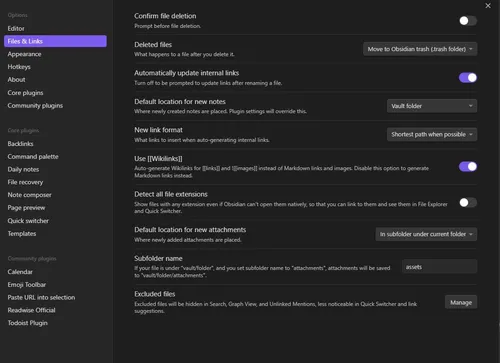 Options
Editor
Files & Links
Appearance
Hotkeys
About
Core plugins
Community plugins
Core plugins
Backlinks
Command palette
Daily notes
File recovery
Note composer
Page preview
Quick switcher
Templates
Community plugins
Calendar
Emoji Toolbar
Paste URL into selection
Readwise Official
Todoist Plugin
Confirm file deletion
Prompt before file deletion.
Deleted files
What happens to a file after you delete it.
Move to Obsidian trash (.trash folder)
Automatically update internal links
Turn off to be prompted to update links after renaming a file.
Default location for new notes
Where newly created notes are placed. Plugin settings will override this.
Vault folder
New link format
What links to insert when auto-generating internal links.
Shortest path when possible
Use [[Wikilinks]]
Auto-generate Wikilinks for [[links]] and ![[images]] instead of Markdown links and images. Disable this option to generate
Markdown links instead.
Detect all file extensions
Show files with any extension even if Obsidian can't open them natively, so that you can link to them and see them in File Explorer
and Quick Switcher.
Default location for new attachments
Where newly added attachments are placed.
In subfolder under current folder
Subfolder name
If your file is under "vault/folder", and you set subfolder name to "attachments", attachments will be saved
to "vault/folder/attachments".
assets
Excluded files
Excluded files will be hidden in Search, Graph View, and Unlinked Mentions, less noticeable in Quick Switcher and link
suggestions.
Manage